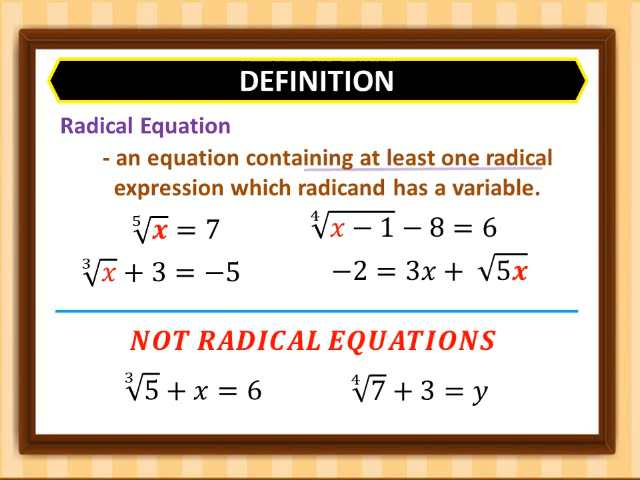 DEFINITION
Radical Equation
- an equation containing at least one radical
expression which radicand has a variable.
⁵√x = 7
⁴√(x − 1) − 8 = 6
³√x + 3 = −5
−2 = 3x + √(5x)
NOT RADICAL EQUATIONS
³√5 + x = 6
⁴√7 + 3 = y